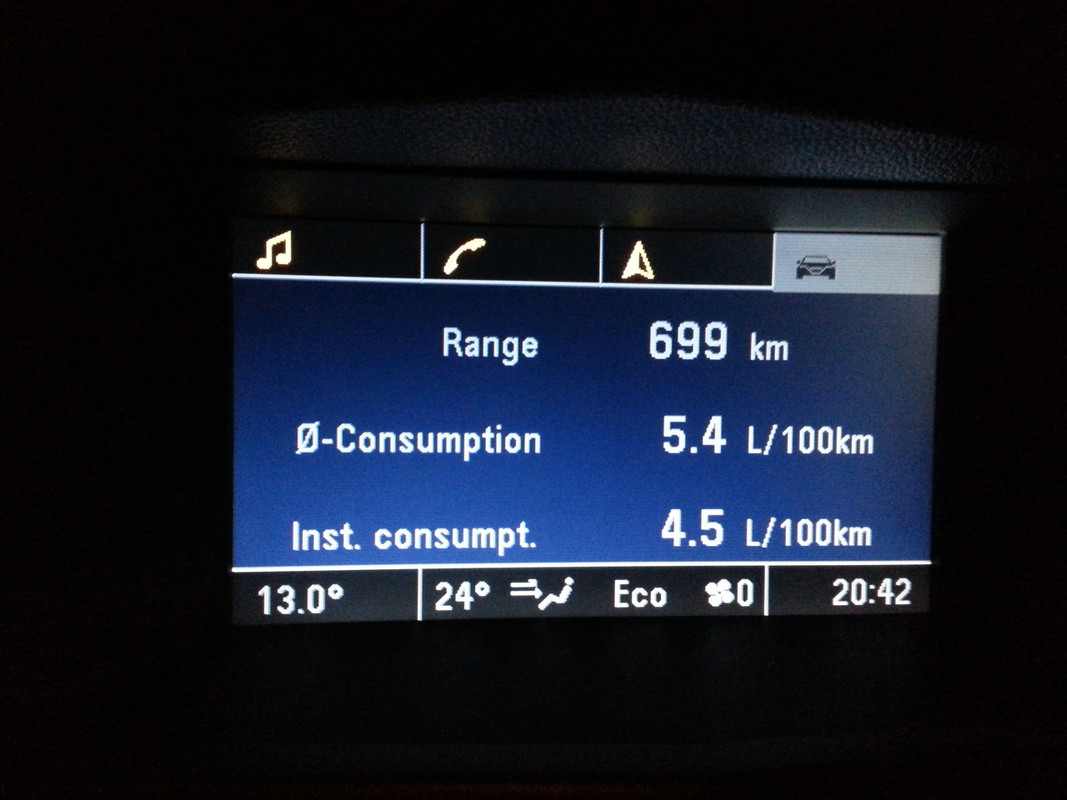 Range 699 km
Ø-Consumption 5.4 L/100km
Inst. consumpt. 4.5 L/100km
13.0° 24° Eco 0 20:42